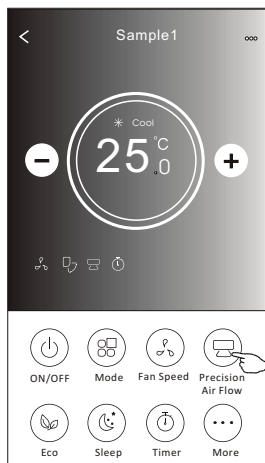 Sample1
Cool
25.0°C
ON/OFF
Mode
Fan Speed
Precision
Air Flow
Eco
Sleep
Timer
More